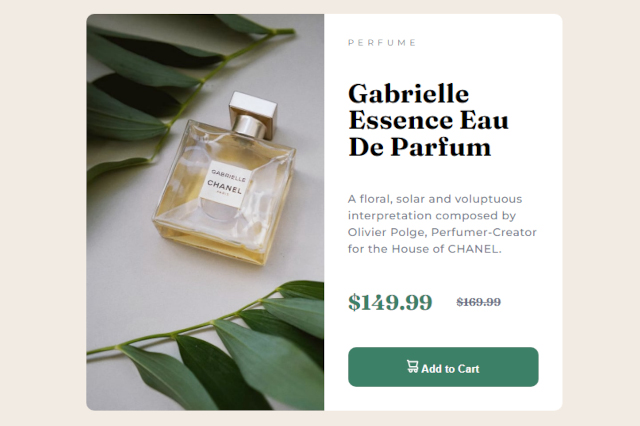 GABRIELLE
CHANEL
PARIS
PERFUME
Gabrielle
Essence Eau
De Parfum
A floral, solar and voluptuous
interpretation composed by
Olivier Polge, Perfumer-Creator
for the House of CHANEL.
$149.99 $169.99
Add to Cart